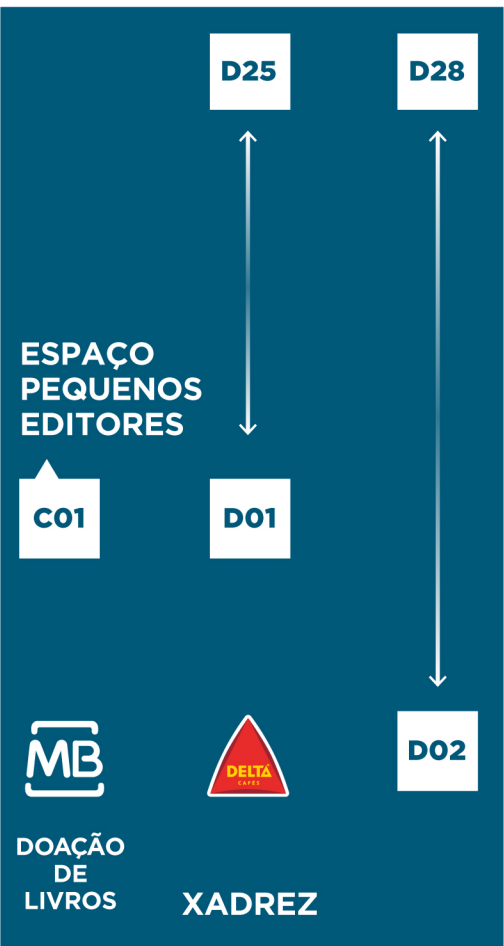 D25
D28
ESPAÇO
PEQUENOS
EDITORES
C01
D01
D02
MB
DELTA
CAFÉS
DOAÇÃO
DE
LIVROS
XADREZ